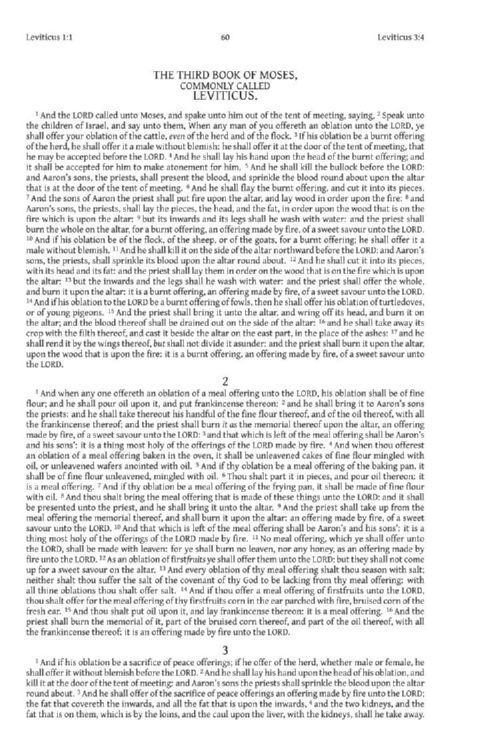 Leviticus 1:1
60
Leviticus 3:4
THE THIRD BOOK OF MOSES,
COMMONLY CALLED
LEVITICUS.
1 And the LORD called unto Moses, and spake unto him out of the tent of meeting, saying, 2 Speak unto
the children of Israel, and say unto them, When any man of you offereth an oblation unto the LORD, ye
shall offer your oblation of the cattle, even of the herd and of the flock. 3 If his oblation be a burnt offering
of the herd, he shall offer it a male without blemish: he shall offer it at the door of the tent of meeting, that
he may be accepted before the LORD. 4 And he shall lay his hand upon the head of the burnt offering; and
it shall be accepted for him to make atonement for him. 5 And he shall kill the bullock before the LORD:
and Aaron's sons, the priests, shall present the blood, and sprinkle the blood round about upon the altar
that is at the door of the tent of meeting. 6 And he shall flay the burnt offering, and cut it into its pieces.
7 And the sons of Aaron the priest shall put fire upon the altar, and lay wood in order upon the fire: 8 and
Aaron's sons, the priests, shall lay the pieces, the head, and the fat, in order upon the wood that is on the
fire which is upon the altar: 9 but its inwards and its legs shall he wash with water: and the priest shall
burn the whole on the altar, for a burnt offering, an offering made by fire, of a sweet savour unto the LORD.
10 And if his oblation be of the flock, of the sheep, or of the goats, for a burnt offering; he shall offer it a
male without blemish. 11 And he shall kill it on the side of the altar northward before the LORD: and Aaron's
sons, the priests, shall sprinkle its blood upon the altar round about. 12 And he shall cut it into its pieces,
with its head and its fat: and the priest shall lay them in order on the wood that is on the fire which is upon
the altar: 13 but the inwards and the legs shall he wash with water: and the priest shall offer the whole,
and burn it upon the altar: it is a burnt offering, an offering made by fire, of a sweet savour unto the LORD.
14 And if his oblation to the LORD be a burnt offering of fowls, then he shall offer his oblation of turtledoves,
or of young pigeons. 15 And the priest shall bring it unto the altar, and wring off its head, and burn it on
the altar; and the blood thereof shall be drained out on the side of the altar: 16 and he shall take away its
crop with the filth thereof, and cast it beside the altar on the east part, in the place of the ashes: 17 and he
shall rend it by the wings thereof, but shall not divide it asunder: and the priest shall burn it upon the altar,
upon the wood that is upon the fire: it is a burnt offering, an offering made by fire, of a sweet savour unto
the LORD.
2
1 And when any one offereth an oblation of a meal offering unto the LORD, his oblation shall be of fine
flour; and he shall pour oil upon it, and put frankincense thereon: 2 and he shall bring it to Aaron's sons
the priests: and he shall take thereout his handful of the fine flour thereof, and of the oil thereof, with all
the frankincense thereof; and the priest shall burn it as the memorial thereof upon the altar, an offering
made by fire, of a sweet savour unto the LORD: 3 and that which is left of the meal offering shall be Aaron's
and his sons': it is a thing most holy of the offerings of the LORD made by fire. 4 And when thou offerest
an oblation of a meal offering baken in the oven, it shall be unleavened cakes of fine flour mingled with
oil, or unleavened wafers anointed with oil. 5 And if thy oblation be a meal offering of the baking pan, it
shall be of fine flour unleavened, mingled with oil. 6 Thou shalt part it in pieces, and pour oil thereon: it
is a meal offering. 7 And if thy oblation be a meal offering of the frying pan, it shall be made of fine flour
with oil. 8 And thou shalt bring the meal offering that is made of these things unto the LORD: and it shall
be presented unto the priest, and he shall bring it unto the altar. 9 And the priest shall take up from the
meal offering the memorial thereof, and shall burn it upon the altar: an offering made by fire, of a sweet
savour unto the LORD. 10 And that which is left of the meal offering shall be Aaron's and his sons': it is a
thing most holy of the offerings of the LORD made by fire. 11 No meal offering, which ye shall offer unto
the LORD, shall be made with leaven: for ye shall burn no leaven, nor any honey, as an offering made by
fire unto the LORD. 12 As an oblation of firstfruits ye shall offer them unto the LORD: but they shall not come
up for a sweet savour on the altar. 13 And every oblation of thy meal offering shalt thou season with salt;
neither shalt thou suffer the salt of the covenant of thy God to be lacking from thy meal offering: with
all thine oblations thou shalt offer salt. 14 And if thou offer a meal offering of firstfruits unto the LORD,
thou shalt offer for the meal offering of thy firstfruits corn in the ear parched with fire, bruised corn of the
fresh ear. 15 And thou shalt put oil upon it, and lay frankincense thereon: it is a meal offering. 16 And the
priest shall burn the memorial of it, part of the bruised corn thereof, and part of the oil thereof, with all
the frankincense thereof: it is an offering made by fire unto the LORD.
3
1 And if his oblation be a sacrifice of peace offerings; if he offer of the herd, whether male or female, he
shall offer it without blemish before the LORD. 2 And he shall lay his hand upon the head of his oblation, and
kill it at the door of the tent of meeting: and Aaron's sons the priests shall sprinkle the blood upon the altar
round about. 3 And he shall offer of the sacrifice of peace offerings an offering made by fire unto the LORD;
the fat that covereth the inwards, and all the fat that is upon the inwards, 4 and the two kidneys, and the
fat that is on them, which is by the loins, and the caul upon the liver, with the kidneys, shall he take away.